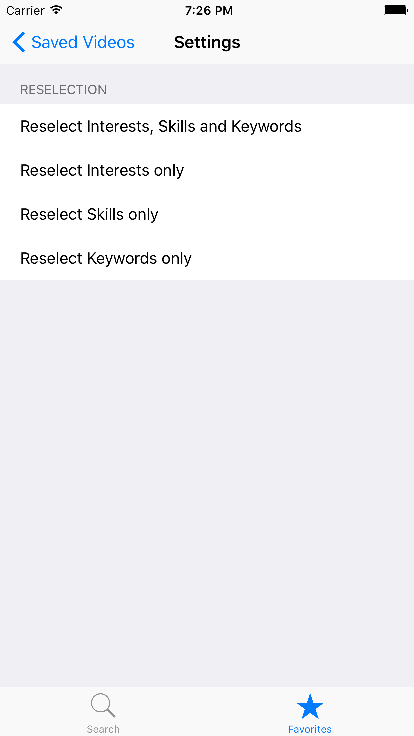 Carrier 7:26 PM
Saved Videos Settings
RESELECTION
Reselect Interests, Skills and Keywords
Reselect Interests only
Reselect Skills only
Reselect Keywords only
Search Favorites